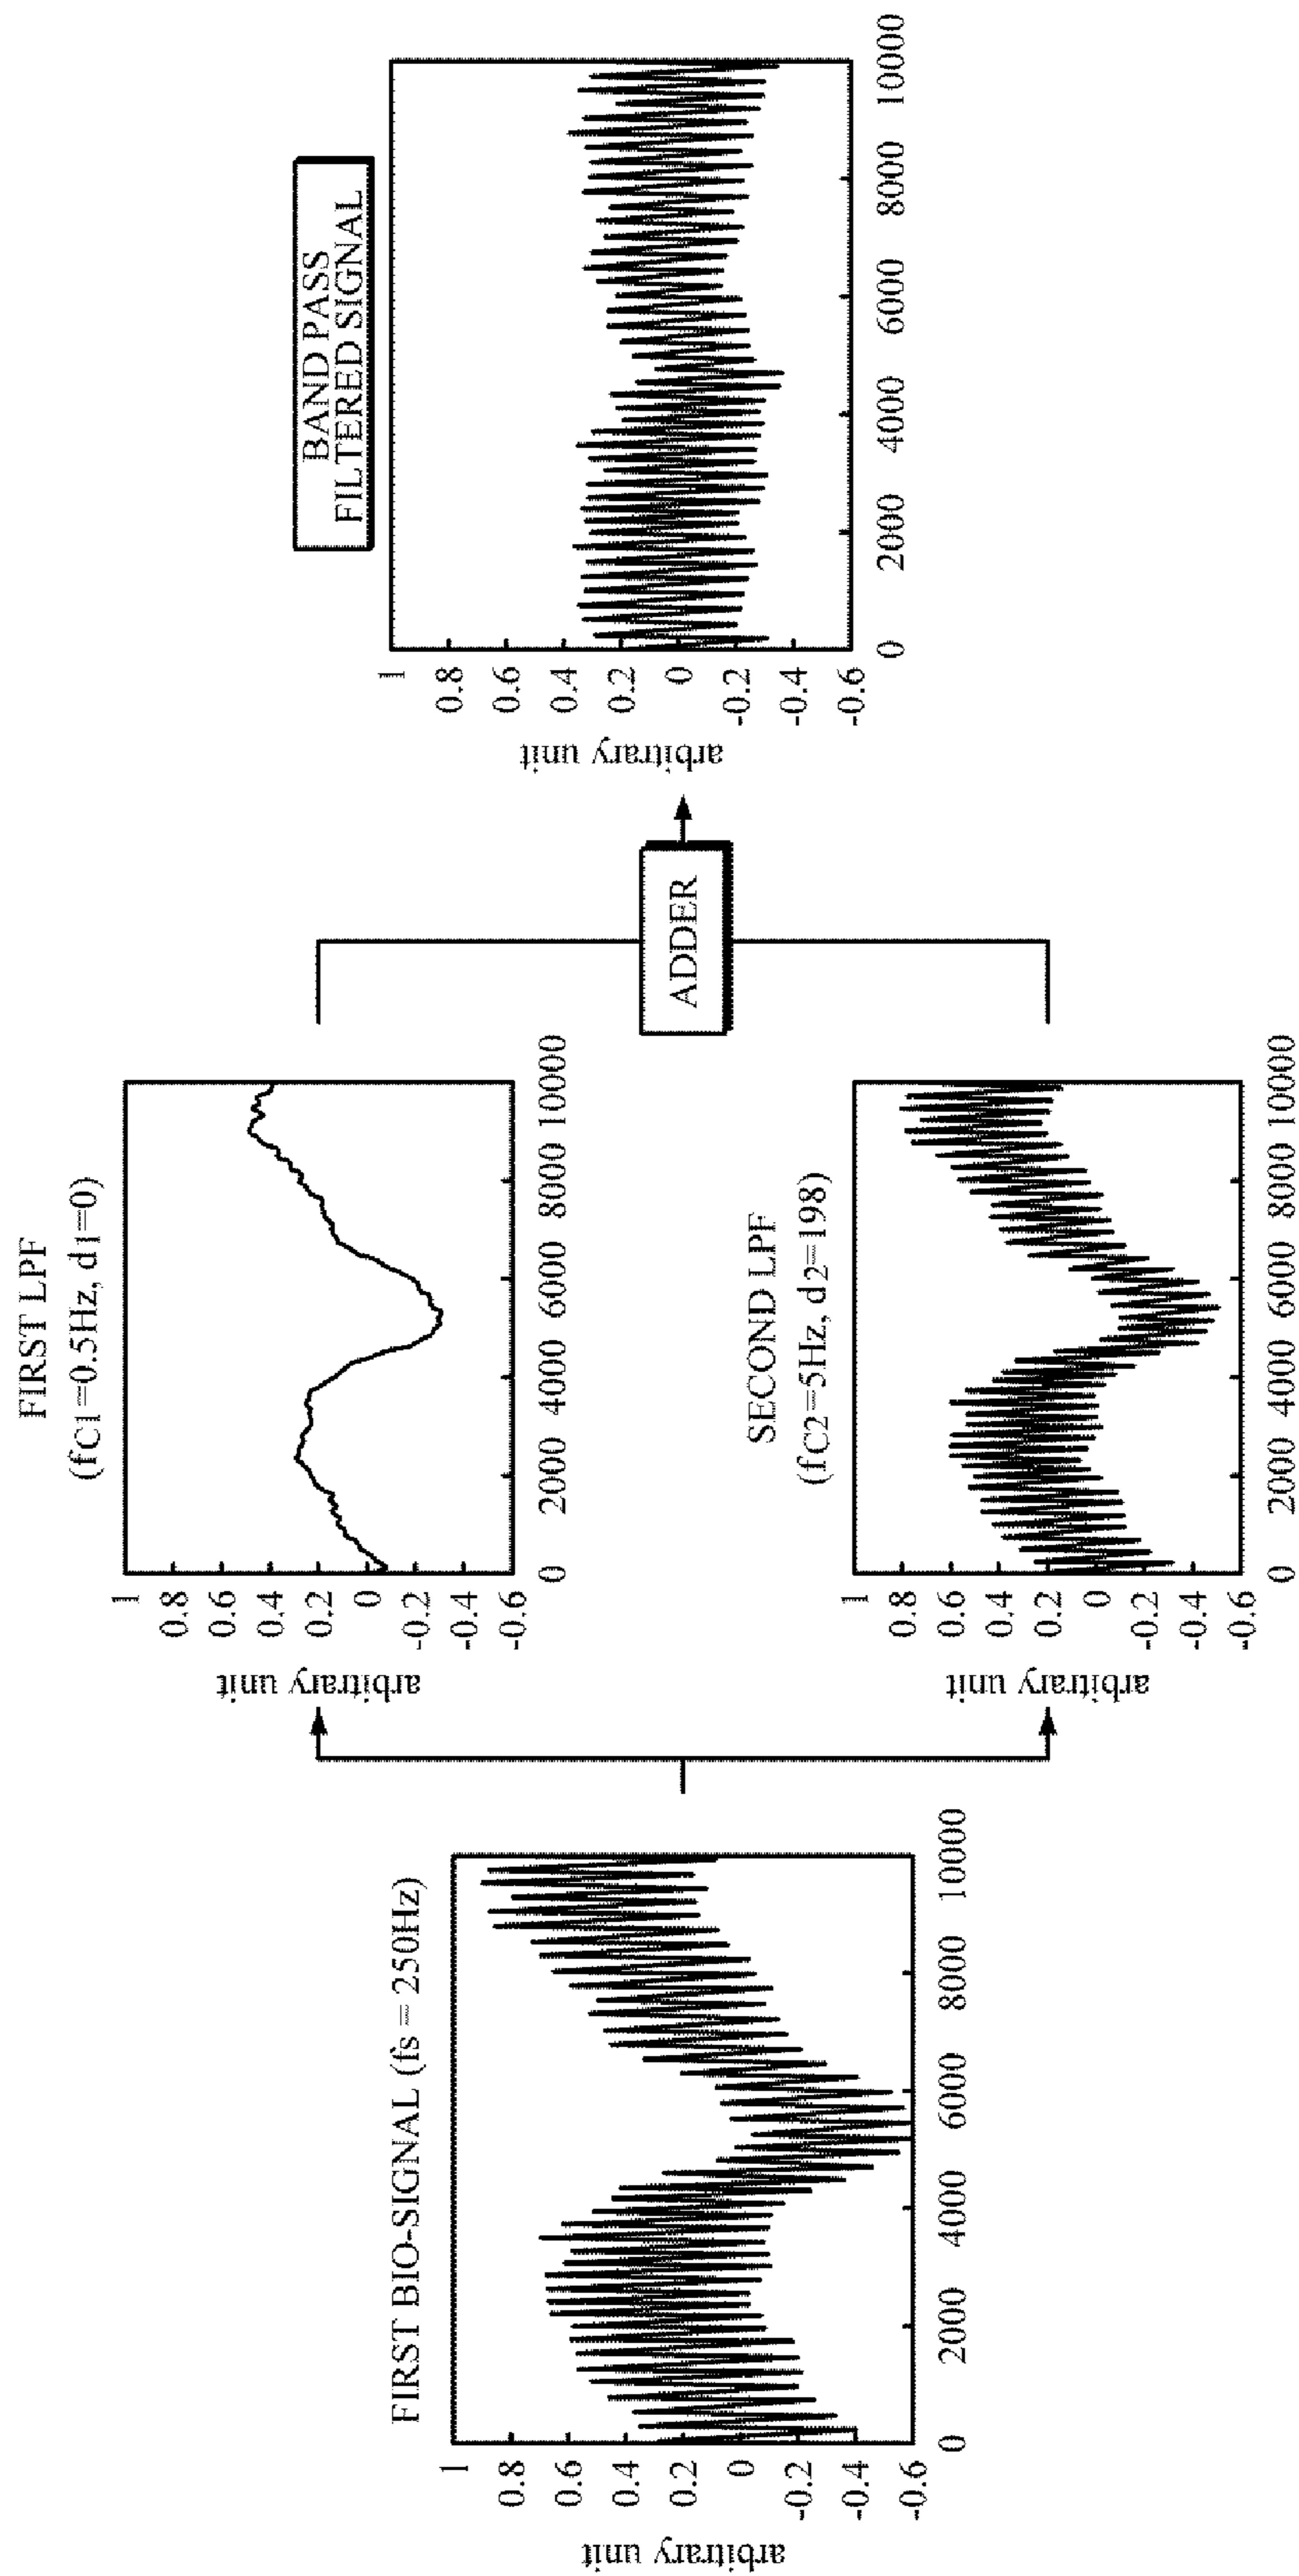 FIRST BIO-SIGNAL (fs = 250Hz)
arbitrary unit
1
0.8
0.6
0.4
0.2
0
-0.2
-0.4
-0.6
0 2000 4000 6000 8000 10000
FIRST LPF
(fC1=0.5Hz, d1=0)
arbitrary unit
1
0.8
0.6
0.4
0.2
0
-0.2
-0.4
-0.6
0 2000 4000 6000 8000 10000
SECOND LPF
(fC2=5Hz, d2=198)
arbitrary unit
1
0.8
0.6
0.4
0.2
0
-0.2
-0.4
-0.6
0 2000 4000 6000 8000 10000
ADDER
BAND PASS
FILTERED SIGNAL
arbitrary unit
1
0.8
0.6
0.4
0.2
0
-0.2
-0.4
-0.6
0 2000 4000 6000 8000 10000